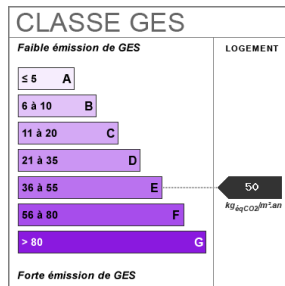 CLASSE GES
Faible émission de GES
LOGEMENT
≤ 5 A
6 à 10 B
11 à 20 C
21 à 35 D
36 à 55 E
50
kgéqCO2/m².an
56 à 80 F
> 80 G
Forte émission de GES